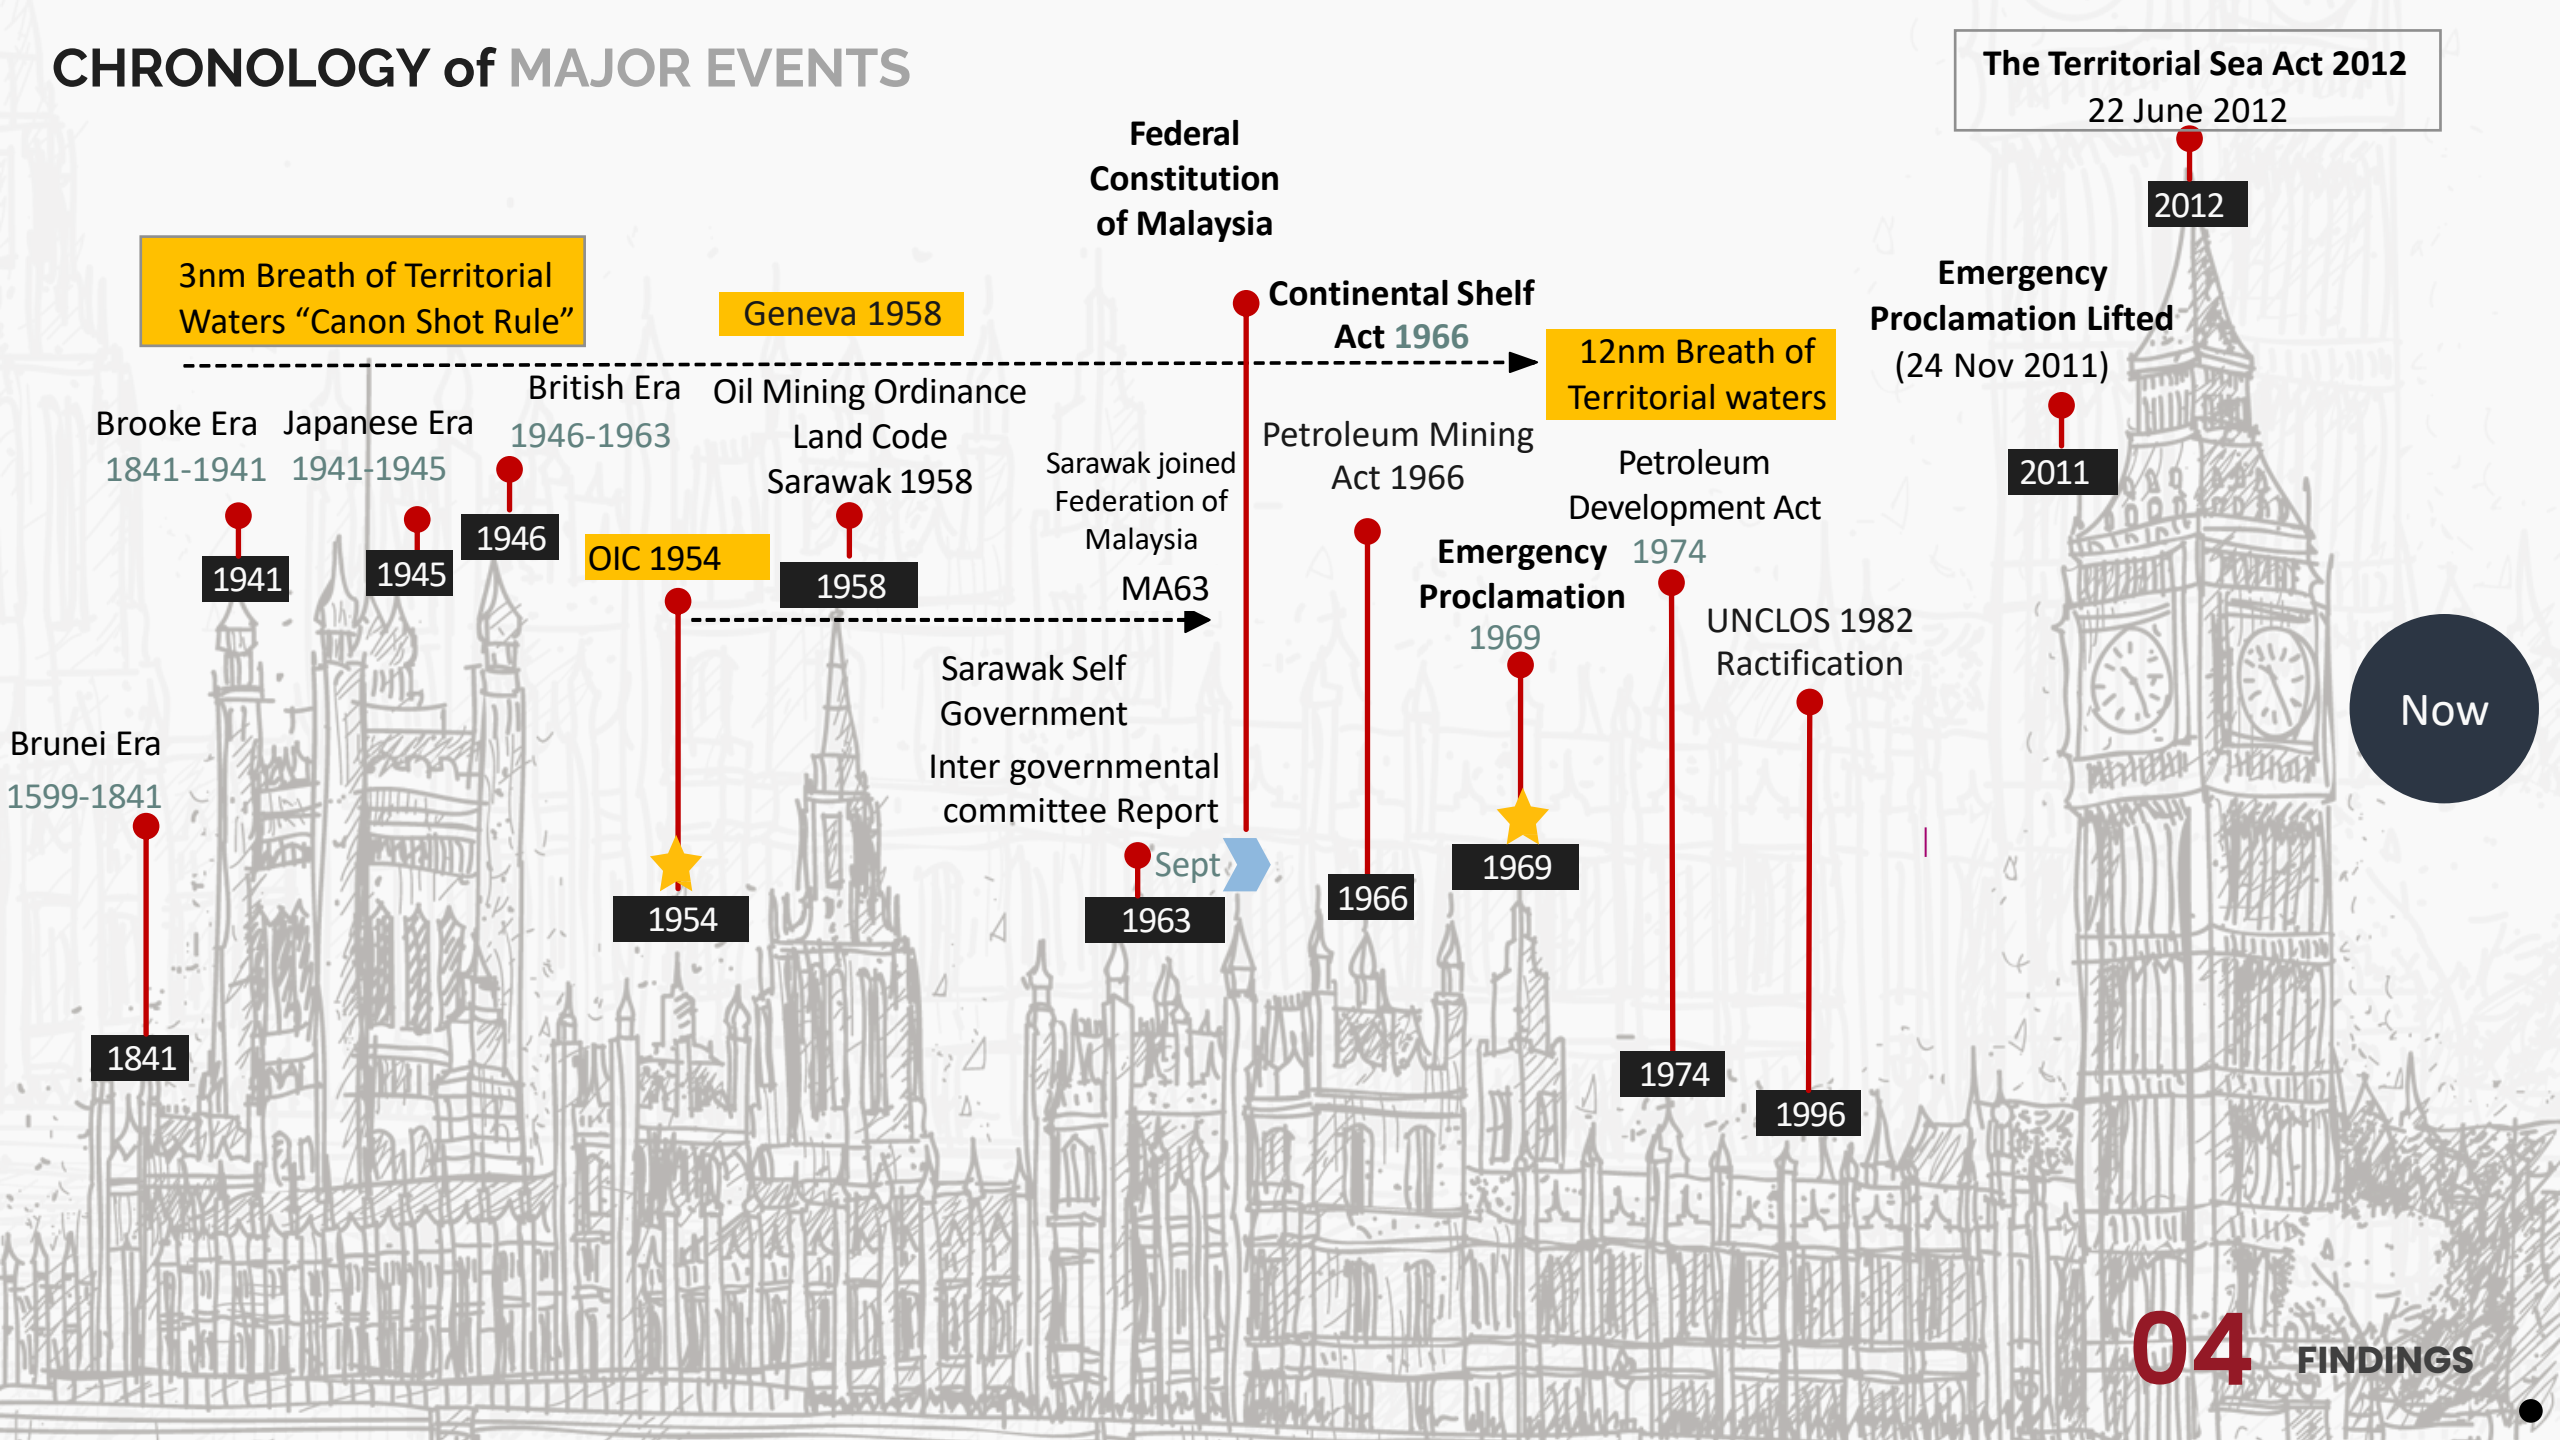 CHRONOLOGY of MAJOR EVENTS
The Territorial Sea Act 2012
22 June 2012
2012
Federal
Constitution
of Malaysia
3nm Breath of Territorial
Waters “Canon Shot Rule”
Geneva 1958
Continental Shelf
Act 1966
12nm Breath of
Territorial waters
Emergency
Proclamation Lifted
(24 Nov 2011)
2011
Brooke Era
1841-1941
1941
Japanese Era
1941-1945
1945
British Era
1946-1963
1946
Oil Mining Ordinance
Land Code
Sarawak 1958
1958
OIC 1954
1954
Sarawak joined
Federation of
Malaysia
MA63
Sarawak Self
Government
Inter governmental
committee Report
Sept
1963
Petroleum Mining
Act 1966
1966
Emergency
Proclamation
1969
1969
Petroleum
Development Act
1974
1974
UNCLOS 1982
Ractification
1996
Brunei Era
1599-1841
1841
Now
04 FINDINGS